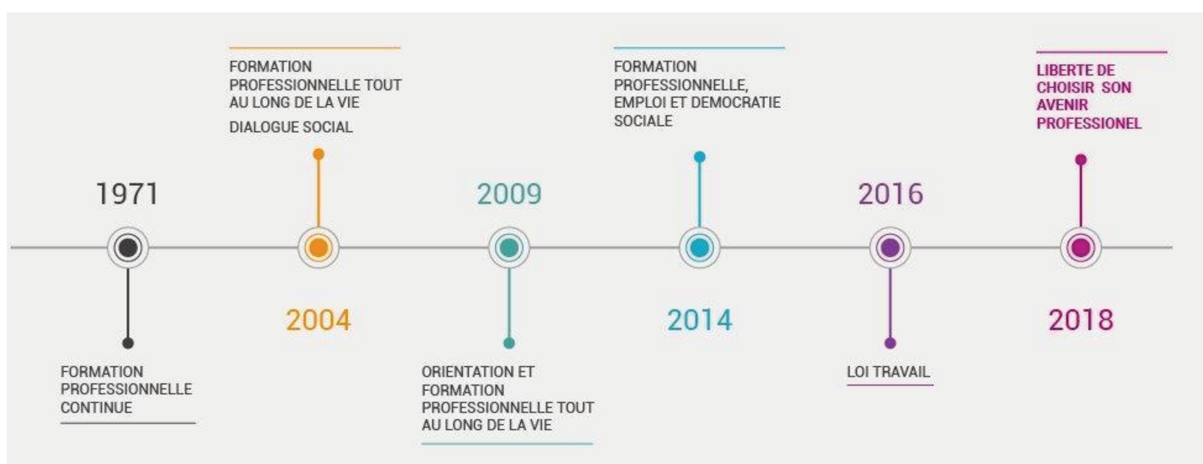 1971
FORMATION
PROFESSIONNELLE
CONTINUE
FORMATION
PROFESSIONNELLE TOUT
AU LONG DE LA VIE
DIALOGUE SOCIAL
2004
2009
ORIENTATION ET
FORMATION
PROFESSIONNELLE TOUT
AU LONG DE LA VIE
FORMATION
PROFESSIONNELLE,
EMPLOI ET DEMOCRATIE
SOCIALE
2014
2016
LOI TRAVAIL
LIBERTE DE
CHOISIR SON
AVENIR
PROFESSIONEL
2018